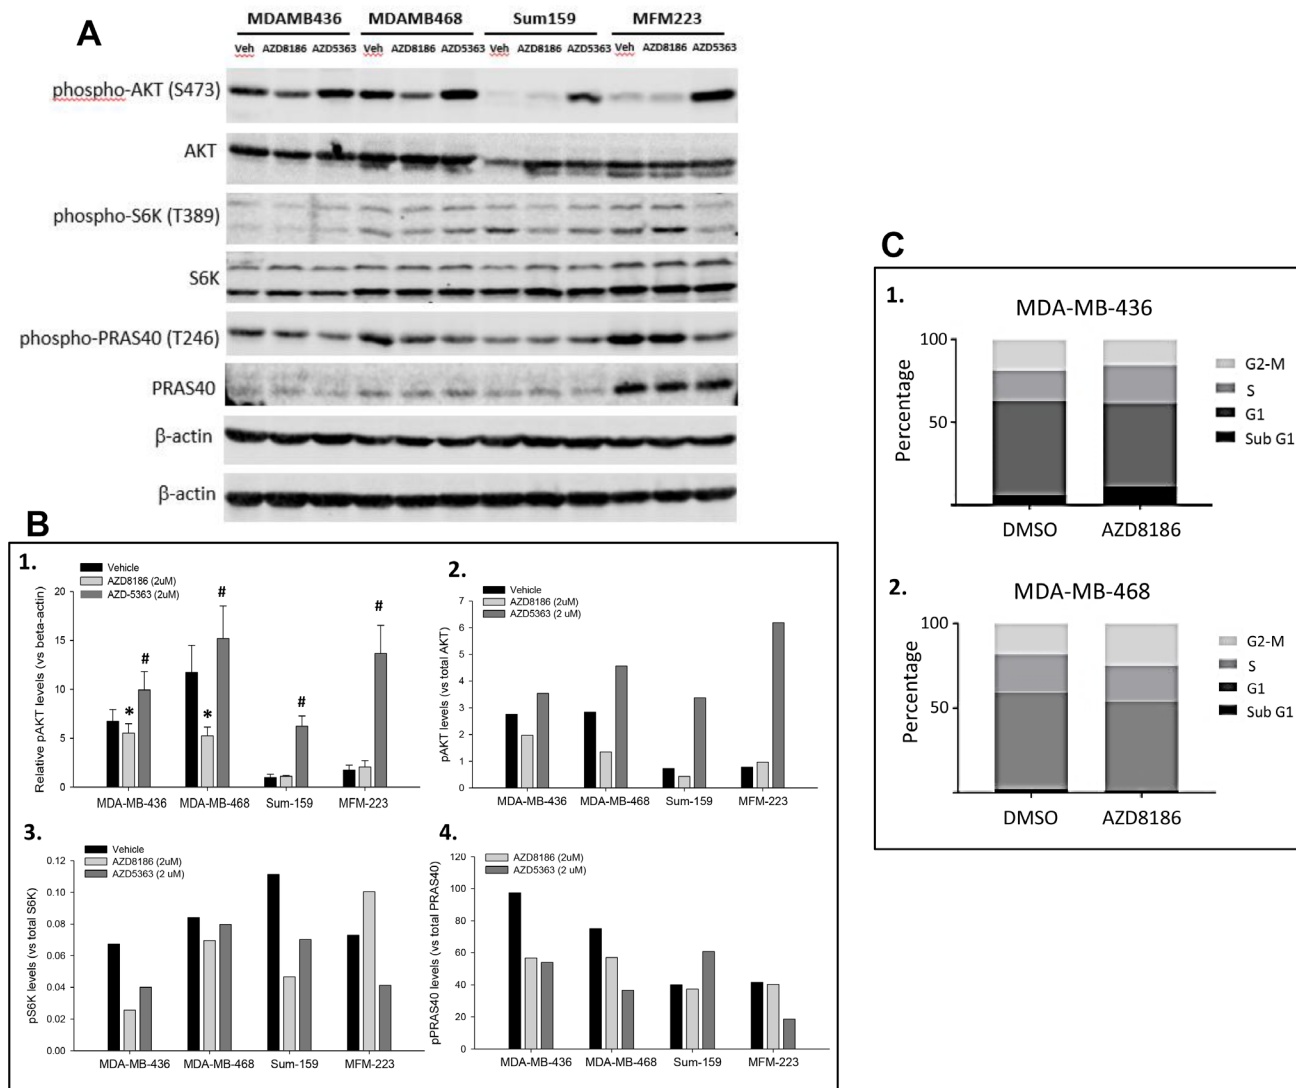 A
MDAMB436 MDAMB468 Sum159 MFM223
Veh AZD8186 AZD5363 Veh AZD8186 AZD5363 Veh AZD8186 AZD5363 Veh AZD8186 AZD5363
phospho-AKT (S473)
AKT
phospho-S6K (T389)
S6K
phospho-PRAS40 (T246)
PRAS40
β-actin
β-actin
B
1.
Vehicle
AZD8186 (2uM)
AZD-5363 (2uM)
Relative pAKT levels (vs beta-actin)
20
15
10
5
0
* #
* #
#
#
MDA-MB-436 MDA-MB-468 Sum-159 MFM-223
2.
Vehicle
AZD8186 (2uM)
AZD5363 (2 uM)
pAKT levels (vs total AKT)
7
6
5
4
3
2
1
0
MDA-MB-436 MDA-MB-468 Sum-159 MFM-223
3.
Vehicle
AZD8186 (2uM)
AZD5363 (2 uM)
pS6K levels (vs total S6K)
0.12
0.10
0.08
0.06
0.04
0.02
0.00
MDA-MB-436 MDA-MB-468 Sum-159 MFM-223
4.
AZD8186 (2uM)
AZD5363 (2 uM)
pPRAS40 levels (vs total PRAS40)
120
100
80
60
40
20
0
MDA-MB-436 MDA-MB-468 Sum-159 MFM-223
C
1.
MDA-MB-436
Percentage
100
50
G2-M
S
G1
Sub G1
DMSO AZD8186
2.
MDA-MB-468
Percentage
100
50
G2-M
S
G1
Sub G1
DMSO AZD8186